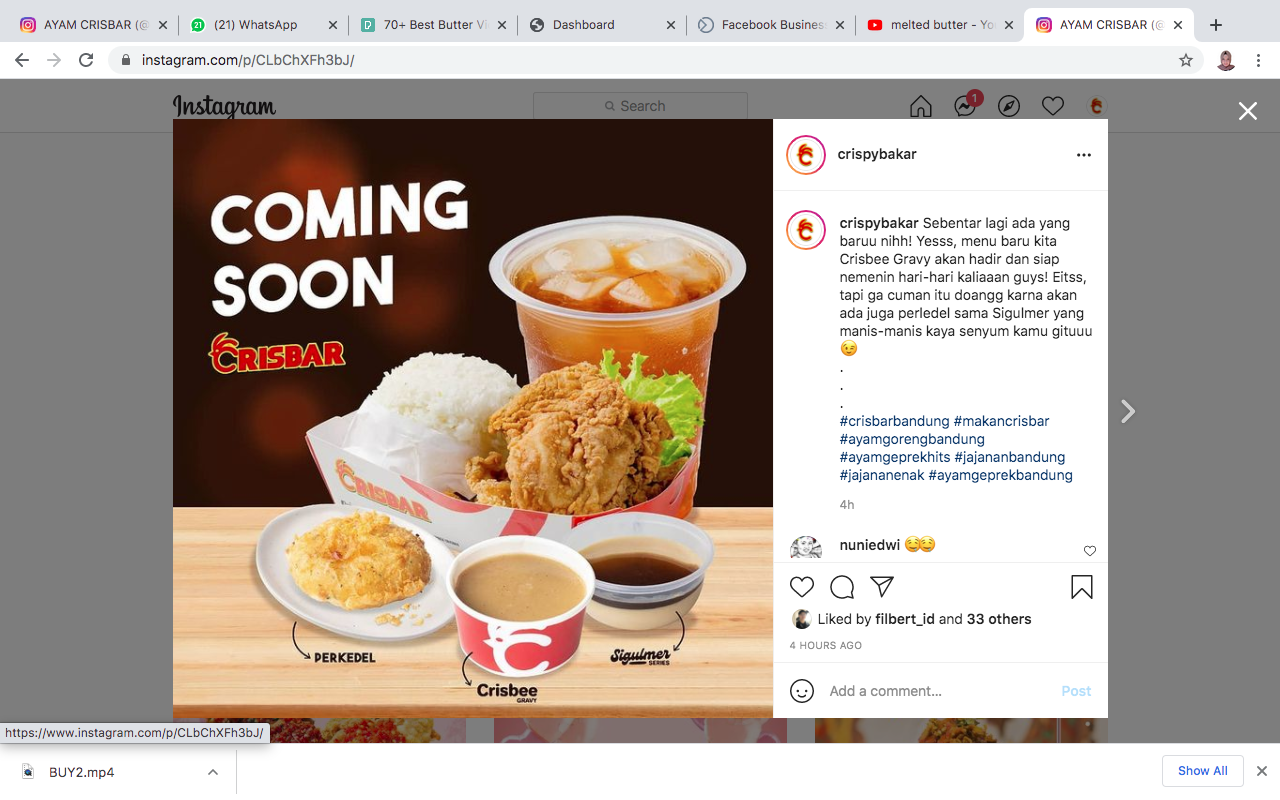 AYAM CRISBAR (@
(21) WhatsApp
70+ Best Butter Vi
Dashboard
Facebook Business
melted butter - Yo
AYAM CRISBAR (@
instagram.com/p/CLbChXFh3bJ/
Instagram
Search
1
COMING
SOON
CRISBAR
CRISBAR
PERKEDEL
Crisbee
GRAVY
Sigulmer
SERIES
crispybakar
crispybakar Sebentar lagi ada yang
baruu nihh! Yesss, menu baru kita
Crisbee Gravy akan hadir dan siap
nemenin hari-hari kaliaaan guys! Eitss,
tapi ga cuman itu doangg karna akan
ada juga perledel sama Sigulmer yang
manis-manis kaya senyum kamu gituuu
😉
.
.
.
#crisbarbandung #makancrisbar
#ayamgorengbandung
#ayamgeprekhits #jajananbandung
#jajananenak #ayamgeprekbandung
4h
nuniedwi 😏😏
Liked by filbert_id and 33 others
4 HOURS AGO
Add a comment...
Post
https://www.instagram.com/p/CLbChXFh3bJ/
BUY2.mp4
Show All